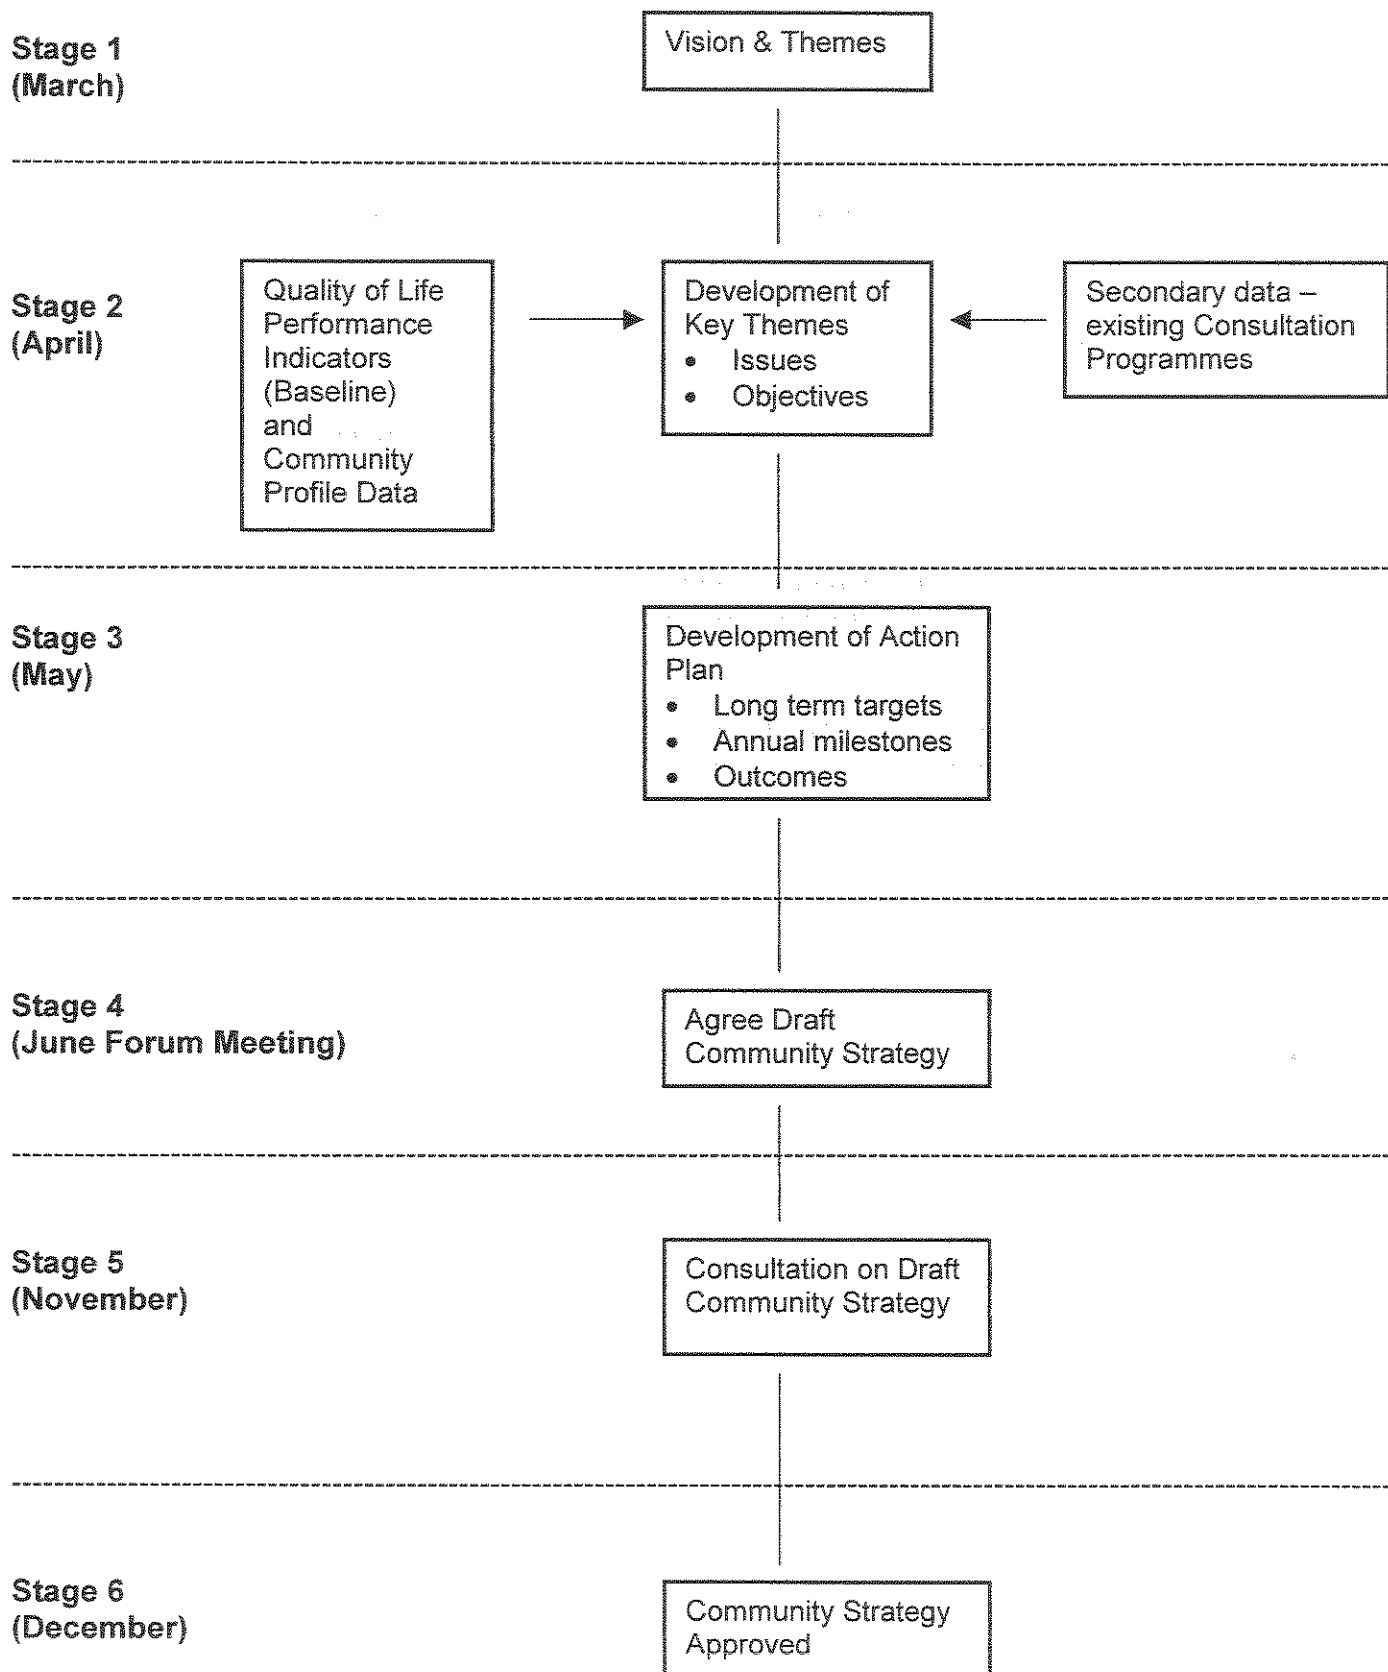 Stage 1
(March)
Vision & Themes
Stage 2
(April)
Quality of Life
Performance
Indicators
(Baseline)
and
Community
Profile Data
Development of
Key Themes
• Issues
• Objectives
Secondary data –
existing Consultation
Programmes
Stage 3
(May)
Development of Action
Plan
• Long term targets
• Annual milestones
• Outcomes
Stage 4
(June Forum Meeting)
Agree Draft
Community Strategy
Stage 5
(November)
Consultation on Draft
Community Strategy
Stage 6
(December)
Community Strategy
Approved